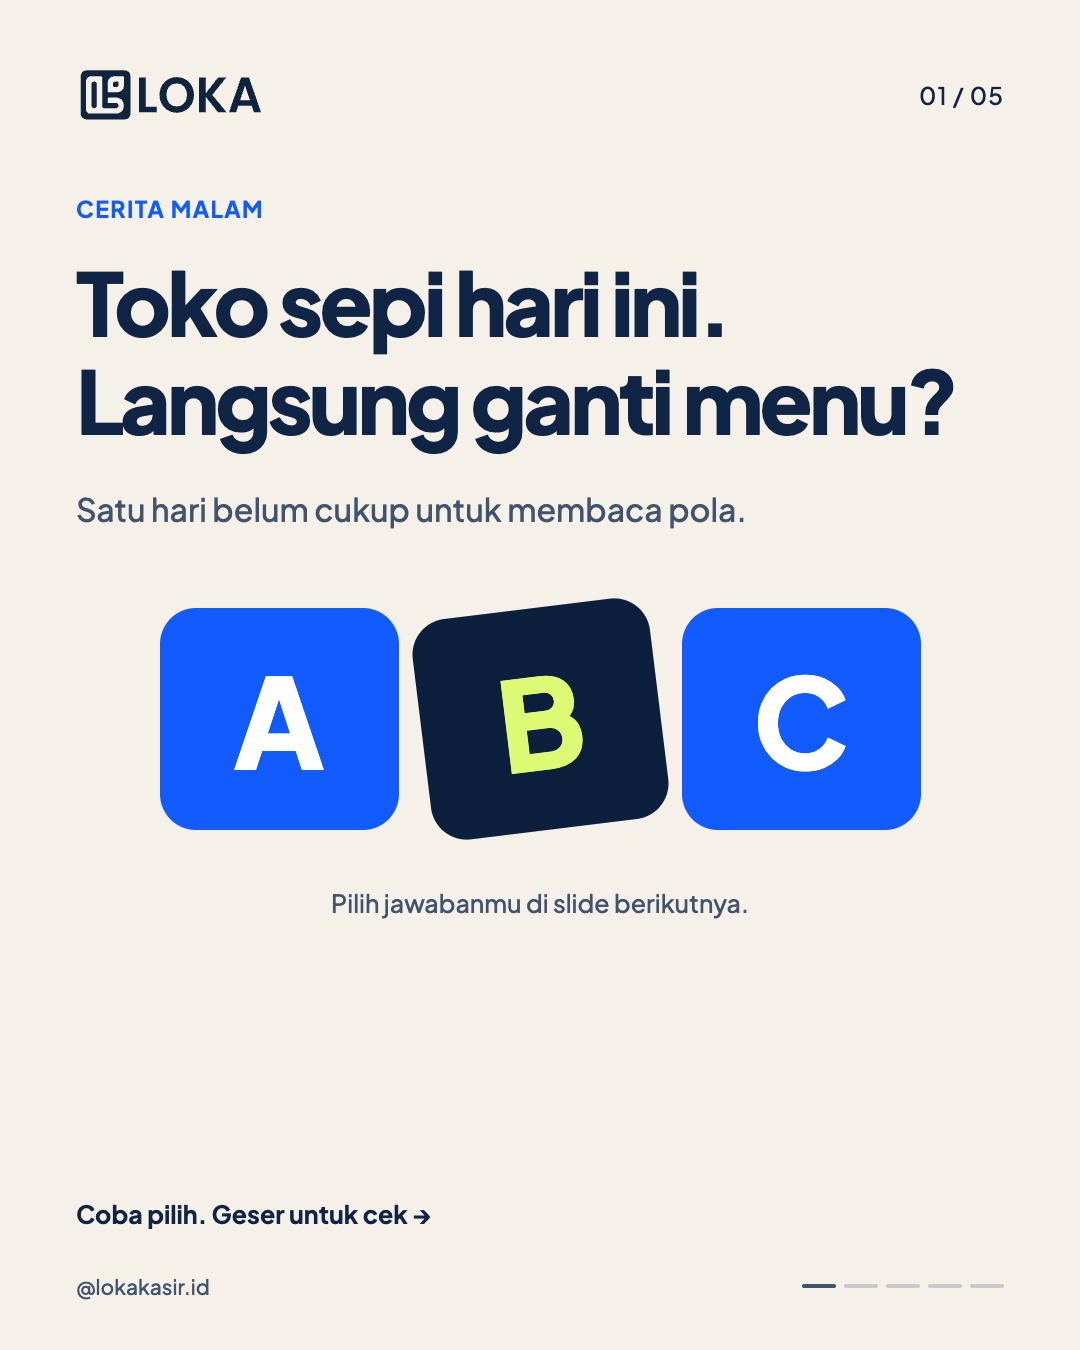 LOKA
01 / 05
CERITA MALAM
Toko sepi hari ini.
Langsung ganti menu?
Satu hari belum cukup untuk membaca pola.
A B C
Pilih jawabanmu di slide berikutnya.
Coba pilih. Geser untuk cek →
@lokakasir.id